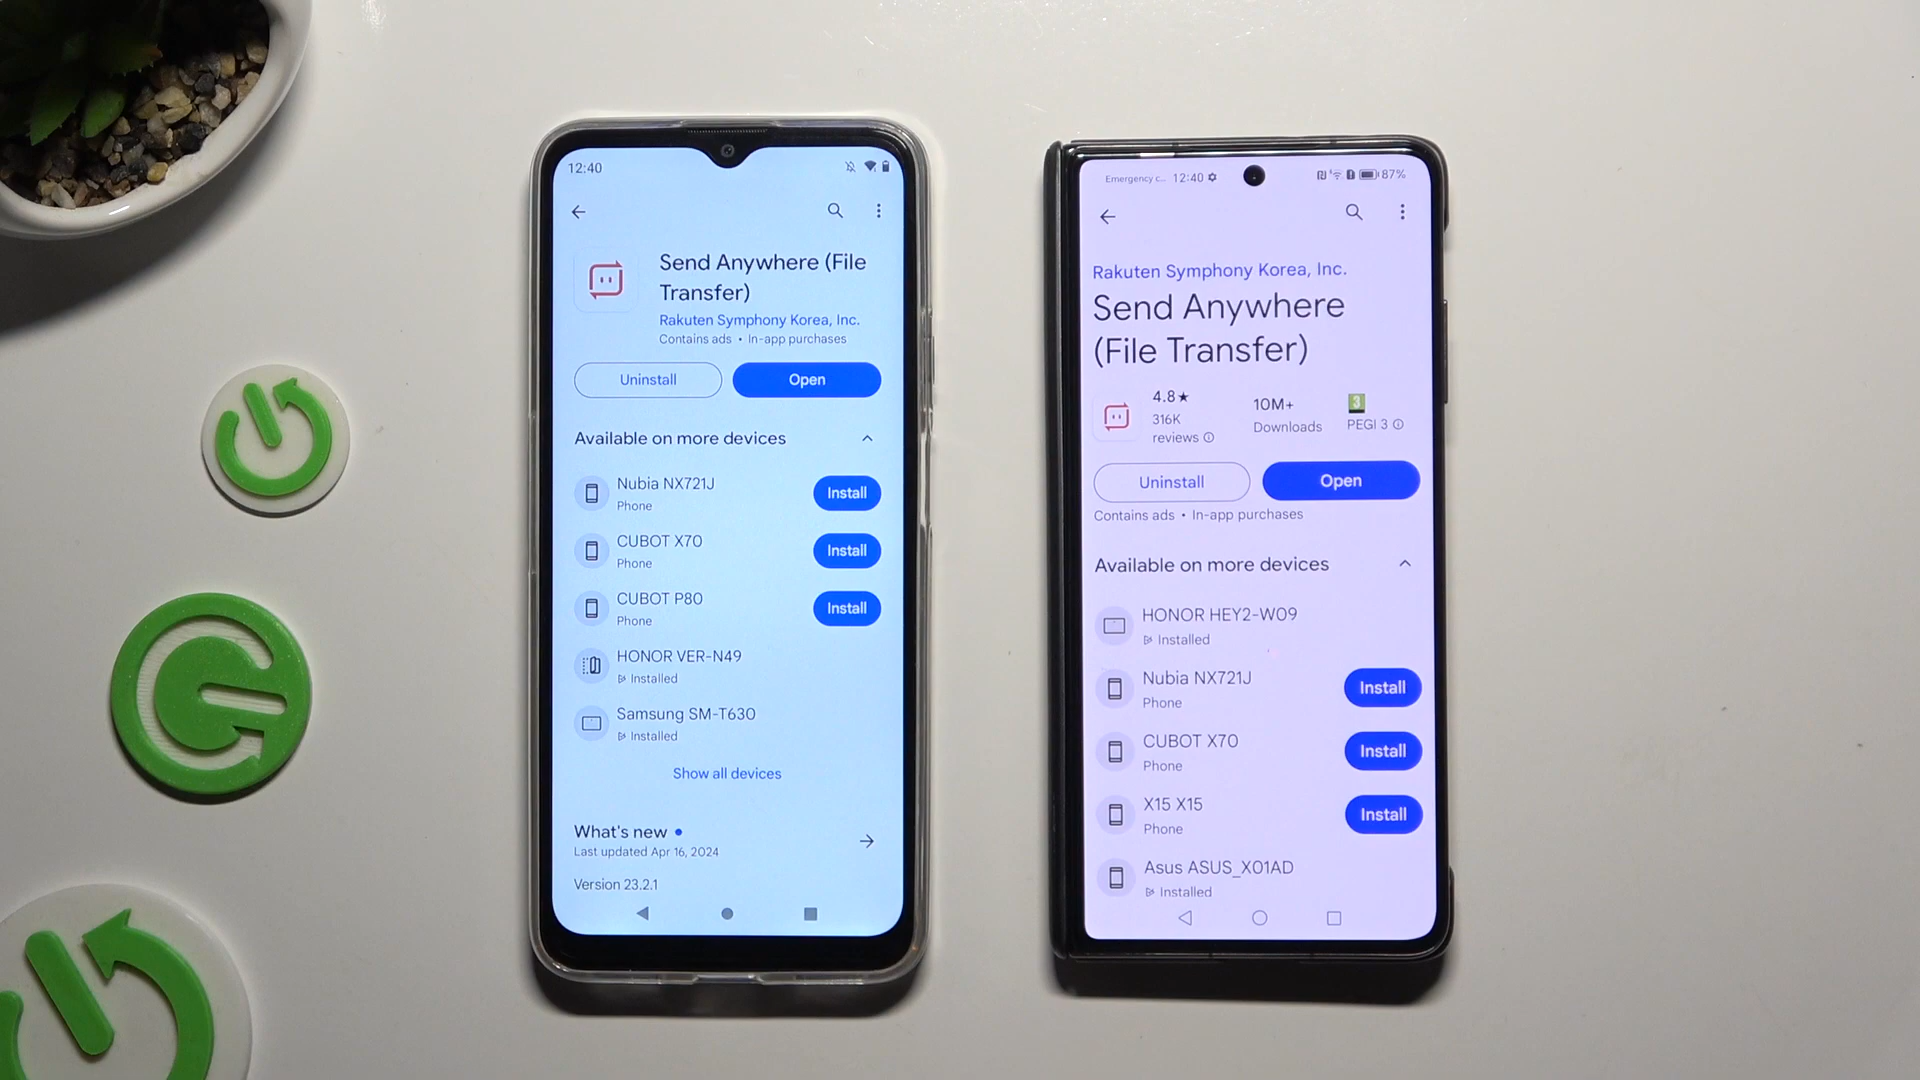 12:40
Send Anywhere (File
Transfer)
Rakuten Symphony Korea, Inc.
Contains ads • In-app purchases
Uninstall
Open
Available on more devices
Nubia NX721J
Phone
Install
CUBOT X70
Phone
Install
CUBOT P80
Phone
Install
HONOR VER-N49
Installed
Samsung SM-T630
Installed
Show all devices
What's new
Last updated Apr 16, 2024
Version 23.2.1
Emergency c... 12:40
87%
Rakuten Symphony Korea, Inc.
Send Anywhere
(File Transfer)
4.8★
316K
reviews
10M+
Downloads
3
PEGI 3
Uninstall
Open
Contains ads • In-app purchases
Available on more devices
HONOR HEY2-W09
Installed
Nubia NX721J
Phone
Install
CUBOT X70
Phone
Install
X15 X15
Phone
Install
Asus ASUS_X01AD
Installed